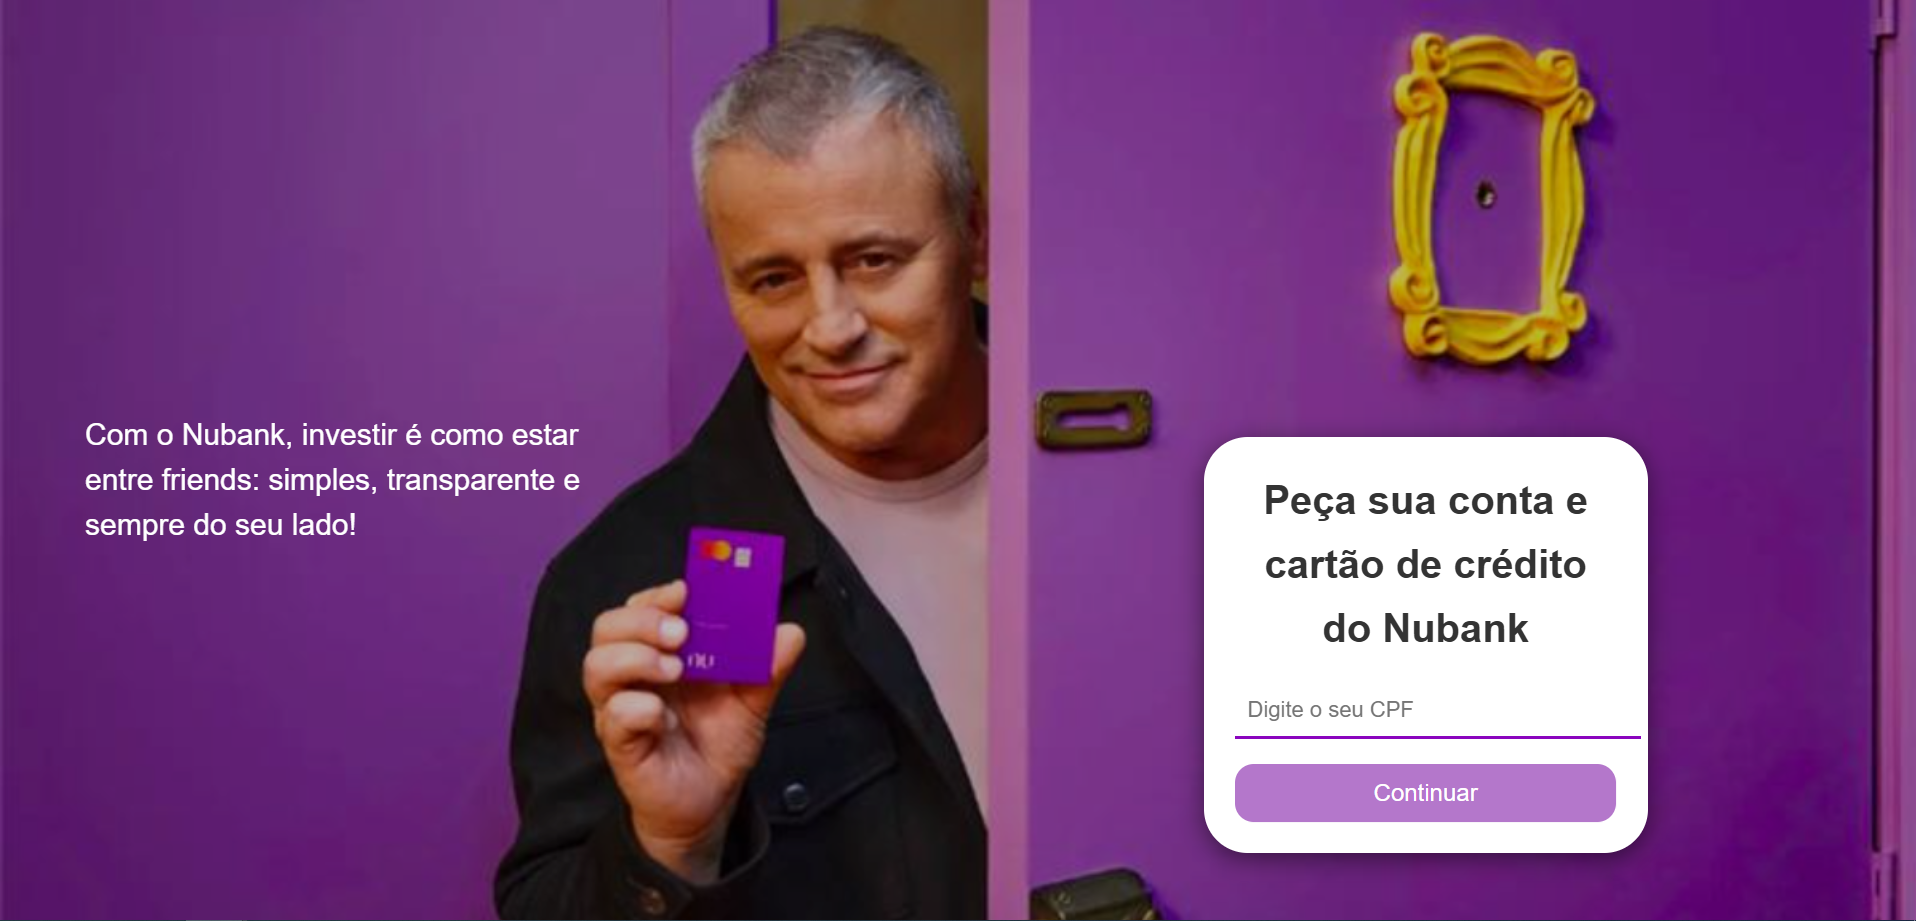 Com o Nubank, investir é como estar
entre friends: simples, transparente e
sempre do seu lado!
nu
Peça sua conta e
cartão de crédito
do Nubank
Digite o seu CPF
Continuar